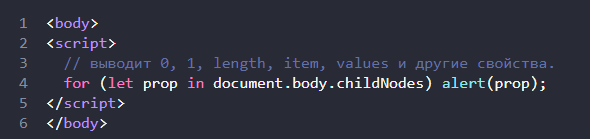 1 <body>
2 <script>
3   // выводит 0, 1, length, item, values и другие свойства.
4   for (let prop in document.body.childNodes) alert(prop);
5 </script>
6 </body>